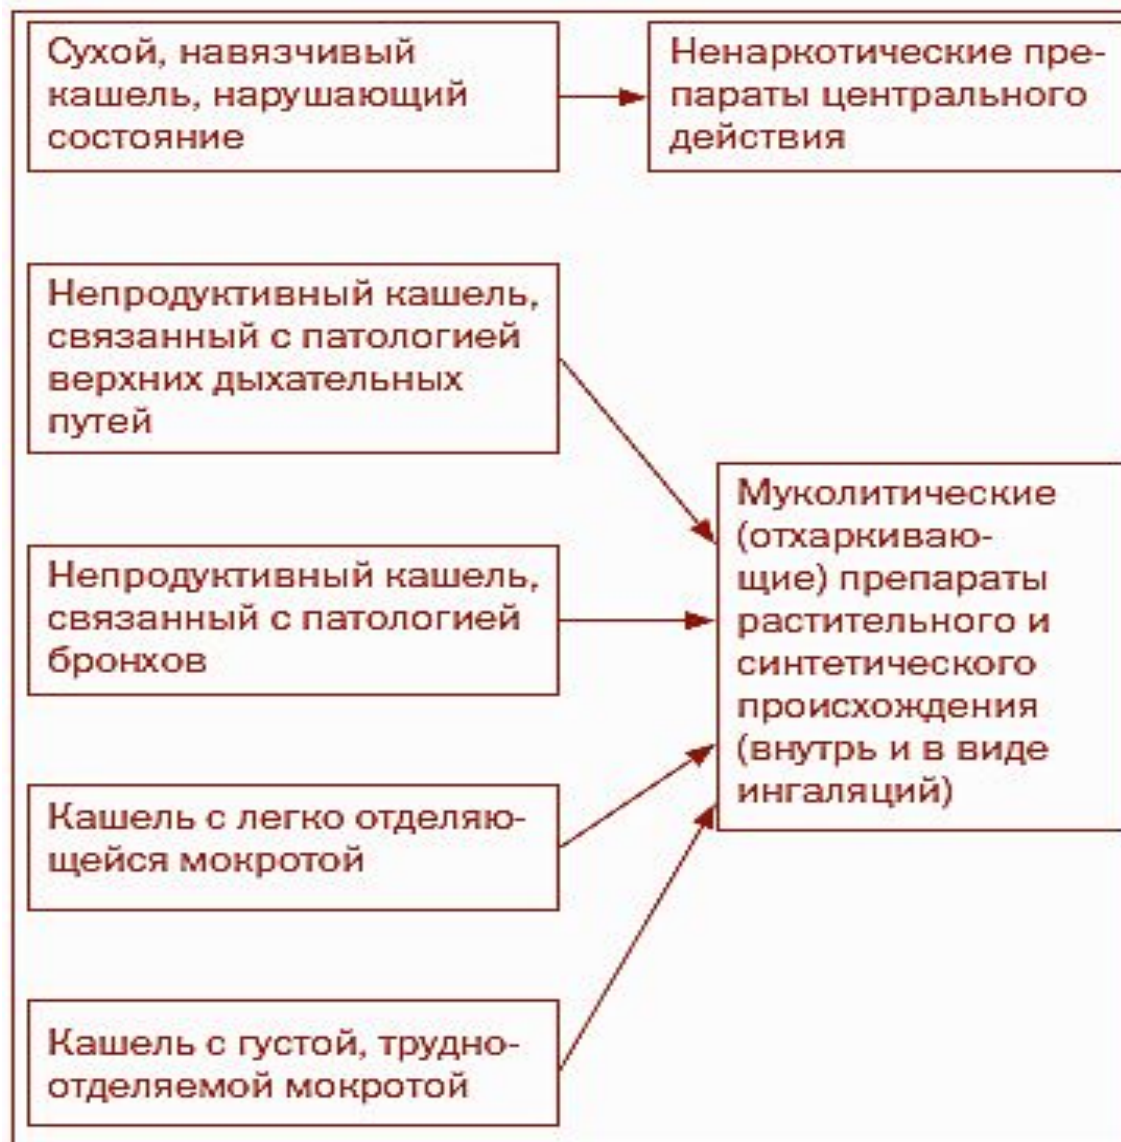 Сухой, навязчивый
кашель, нарушающий
состояние
Ненаркотические пре-
параты центрального
действия
Непродуктивный кашель,
связанный с патологией
верхних дыхательных
путей
Непродуктивный кашель,
связанный с патологией
бронхов
Кашель с легко отделяю-
щейся мокротой
Кашель с густой, трудно-
отделяемой мокротой
Муколитические
(отхаркиваю-
щие) препараты
растительного и
синтетического
происхождения
(внутрь и в виде
ингаляций)